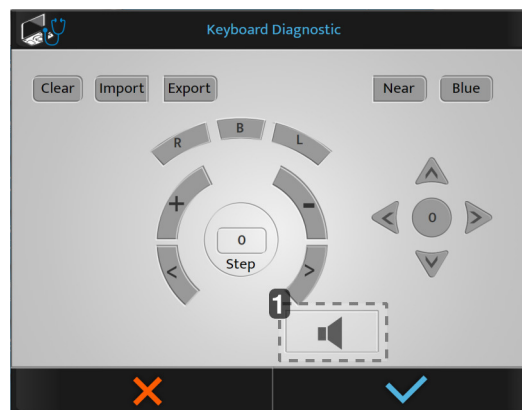 Keyboard Diagnostic
Clear Import Export Near Blue
R B L
+ -
0
Step
< >
0
1